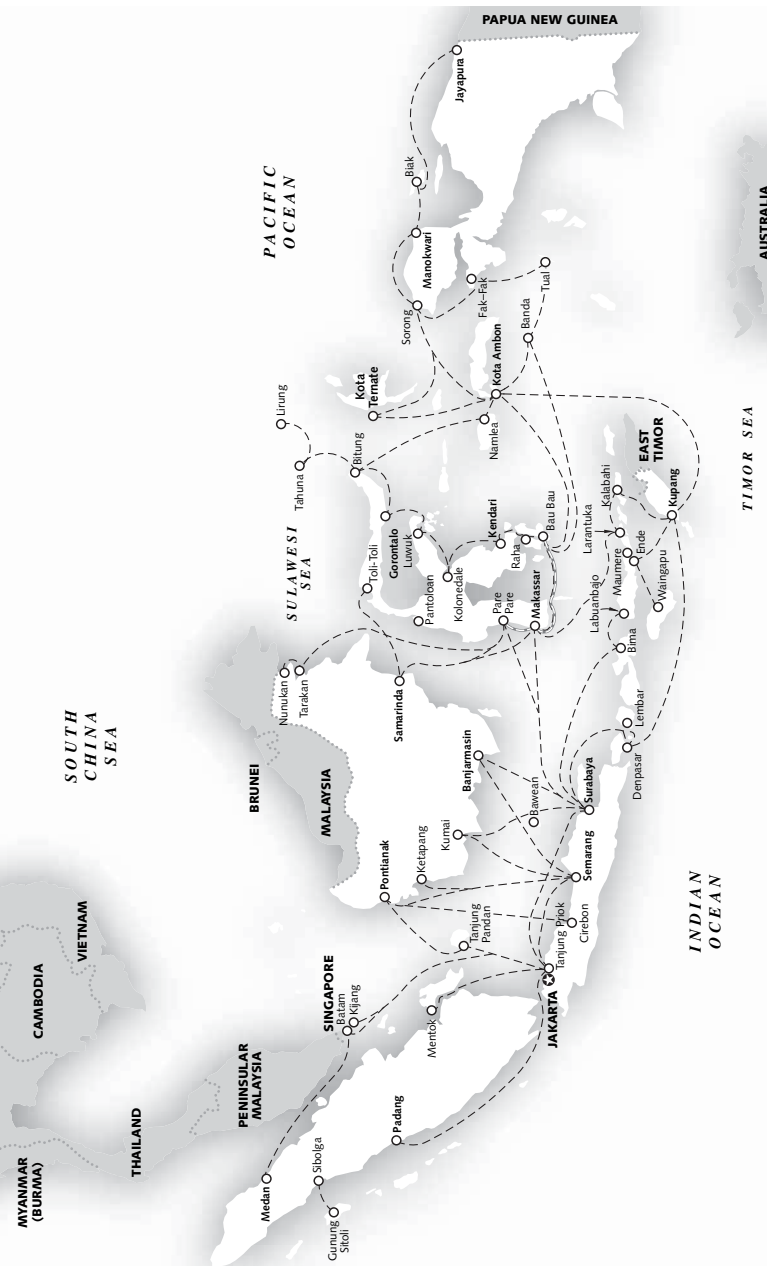 MYANMAR
(BURMA)
THAILAND
CAMBODIA
VIETNAM
PENINSULAR
MALAYSIA
SINGAPORE
SOUTH
CHINA
SEA
BRUNEI
MALAYSIA
SULAWESI
SEA
PACIFIC
OCEAN
PAPUA NEW GUINEA
AUSTRALIA
TIMOR SEA
EAST
TIMOR
INDIAN
OCEAN
Medan
Sibolga
Gunung
Sitoli
Padang
Batam
Kijang
Mentok
Tanjung
Pandan
JAKARTA
Tanjung Priok
Cirebon
Semarang
Surabaya
Bawean
Pontianak
Ketapang
Kumai
Banjarmasin
Samarinda
Nunukan
Tarakan
Denpasar
Lembar
Bima
Labuanbajo
Waingapu
Ende
Maumere
Larantuka
Kalabahi
Kupang
Toli-Toli
Pantoloan
Pare
Pare
Makassar
Gorontalo
Luwuk
Kolonedale
Kendari
Raha
Bau Bau
Bitung
Tahuna
Lirung
Kota
Ternate
Namlea
Kota Ambon
Banda
Tual
Fak–Fak
Sorong
Manokwari
Biak
Jayapura